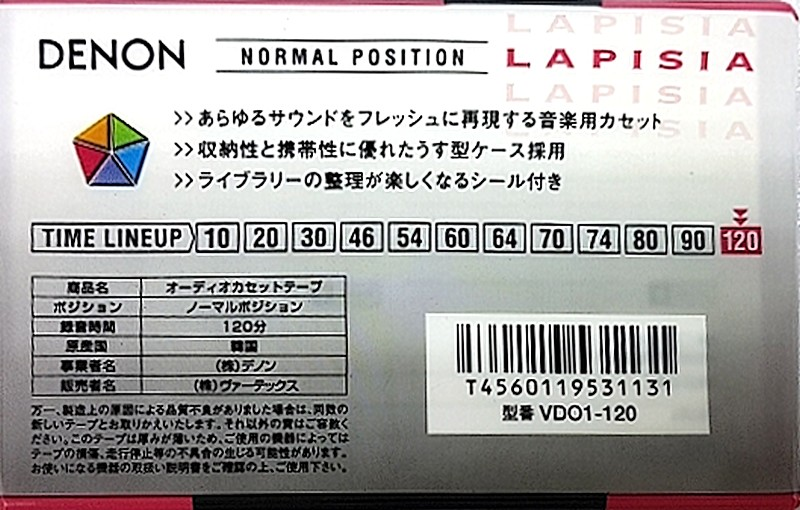 DENON NORMAL POSITION LAPISIA
LAPISIA
LAPISIA
LAPISIA
>>あらゆるサウンドをフレッシュに再現する音楽用カセット
>>収納性と携帯性に優れたうす型ケース採用
>>ライブラリーの整理が楽しくなるシール付き
TIME LINEUP 10 20 30 46 54 60 64 70 74 80 90 120
商品名 オーディオカセットテープ
ポジション ノーマルポジション
録音時間 120分
原産国 韓国
事業者名 (株)デノン
販売者名 (株)ヴァーテックス
万一、製造上の原因による品質不良がありました場合は、同数の
新しいテープとお取りかえいたします。それ以外の責はご容赦く
ださい。このテープは厚みが薄いため、ご使用の機器によっては
テープの損傷、走行停止等の不具合の生じる可能性があります。
お使いになる機器の取扱い説明書をご確認の上、ご使用下さい。
T4560119531131
型番 VDO1-120